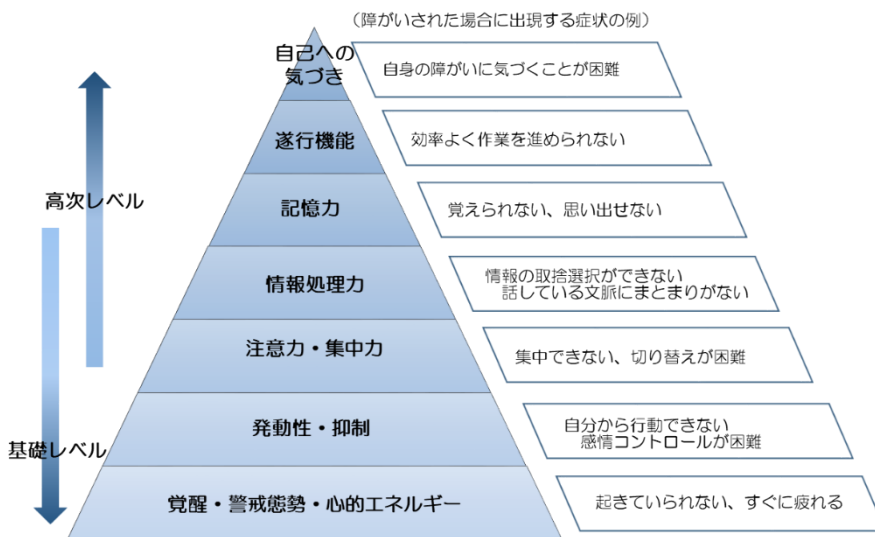 （障がいされた場合に出現する症状の例）
自己への
気づき
自身の障がいに気づくことが困難
遂行機能
効率よく作業を進められない
高次レベル
記憶力
覚えられない、思い出せない
情報処理力
情報の取捨選択ができない
話している文脈にまとまりがない
注意力・集中力
集中できない、切り替えが困難
基礎レベル
発動性・抑制
自分から行動できない
感情コントロールが困難
覚醒・警戒態勢・心的エネルギー
起きていられない、すぐに疲れる